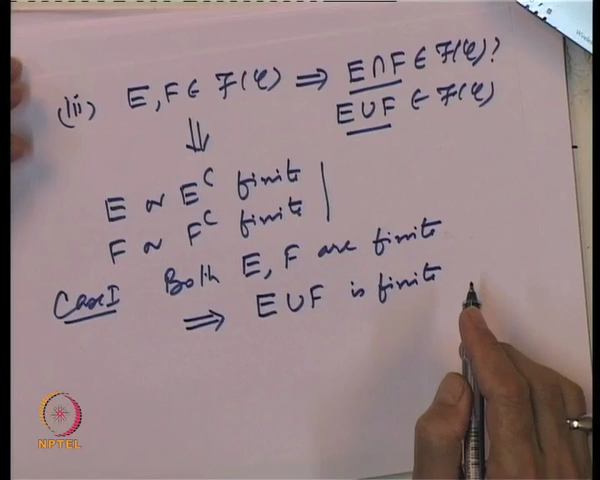 (iii) E, F ∈ F(C) ⇒ E ∩ F ∈ F(C)?
E ∪ F ∈ F(C)
⇓
E or E^C finite
F or F^C finite
Case I Both E, F are finite
⇒ E ∪ F is finite
NPTEL